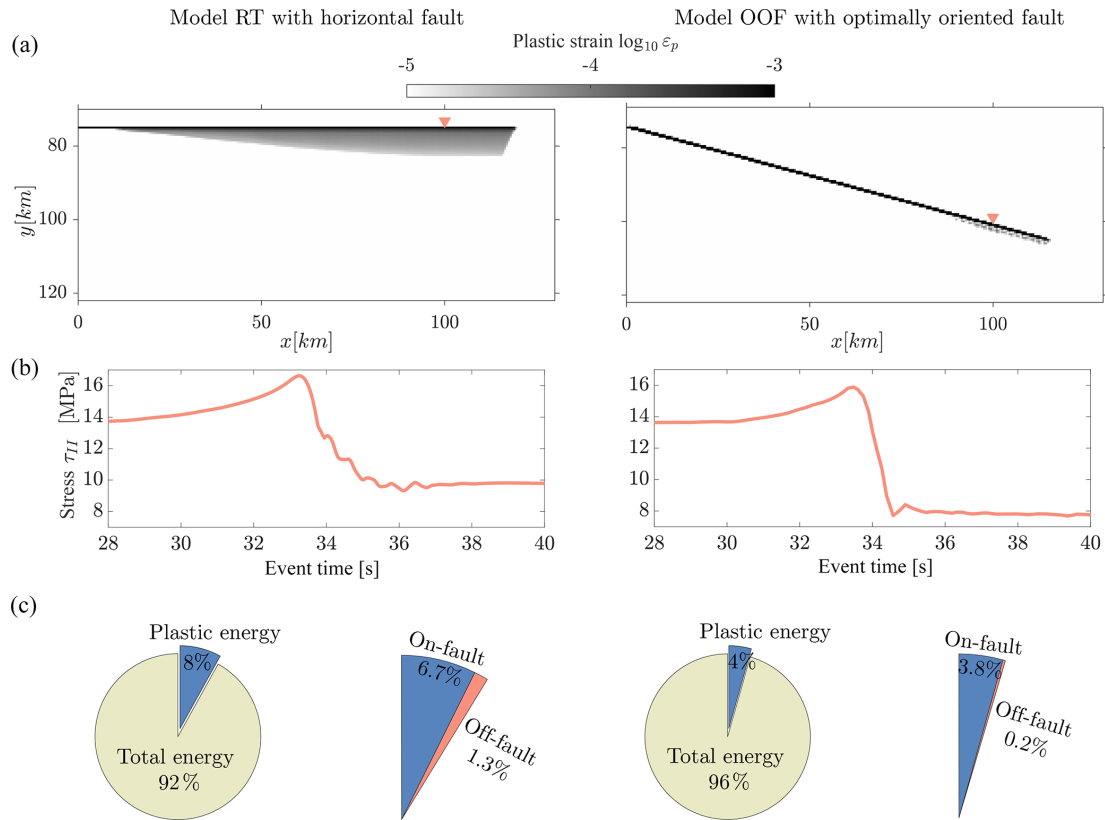 Model RT with horizontal fault
Model OOF with optimally oriented fault
(a)
Plastic strain log₁₀ εₚ
-5 -4 -3
80
100
120
y[km]
0 50 100
x[km]
0 50 100
x[km]
(b)
Stress τ_II [MPa]
16
14
12
10
8
28 30 32 34 36 38 40
Event time [s]
16
14
12
10
8
28 30 32 34 36 38 40
Event time [s]
(c)
Plastic energy
8%
Total energy
92%
On-fault
6.7%
Off-fault
1.3%
Plastic energy
4%
Total energy
96%
On-fault
3.8%
Off-fault
0.2%